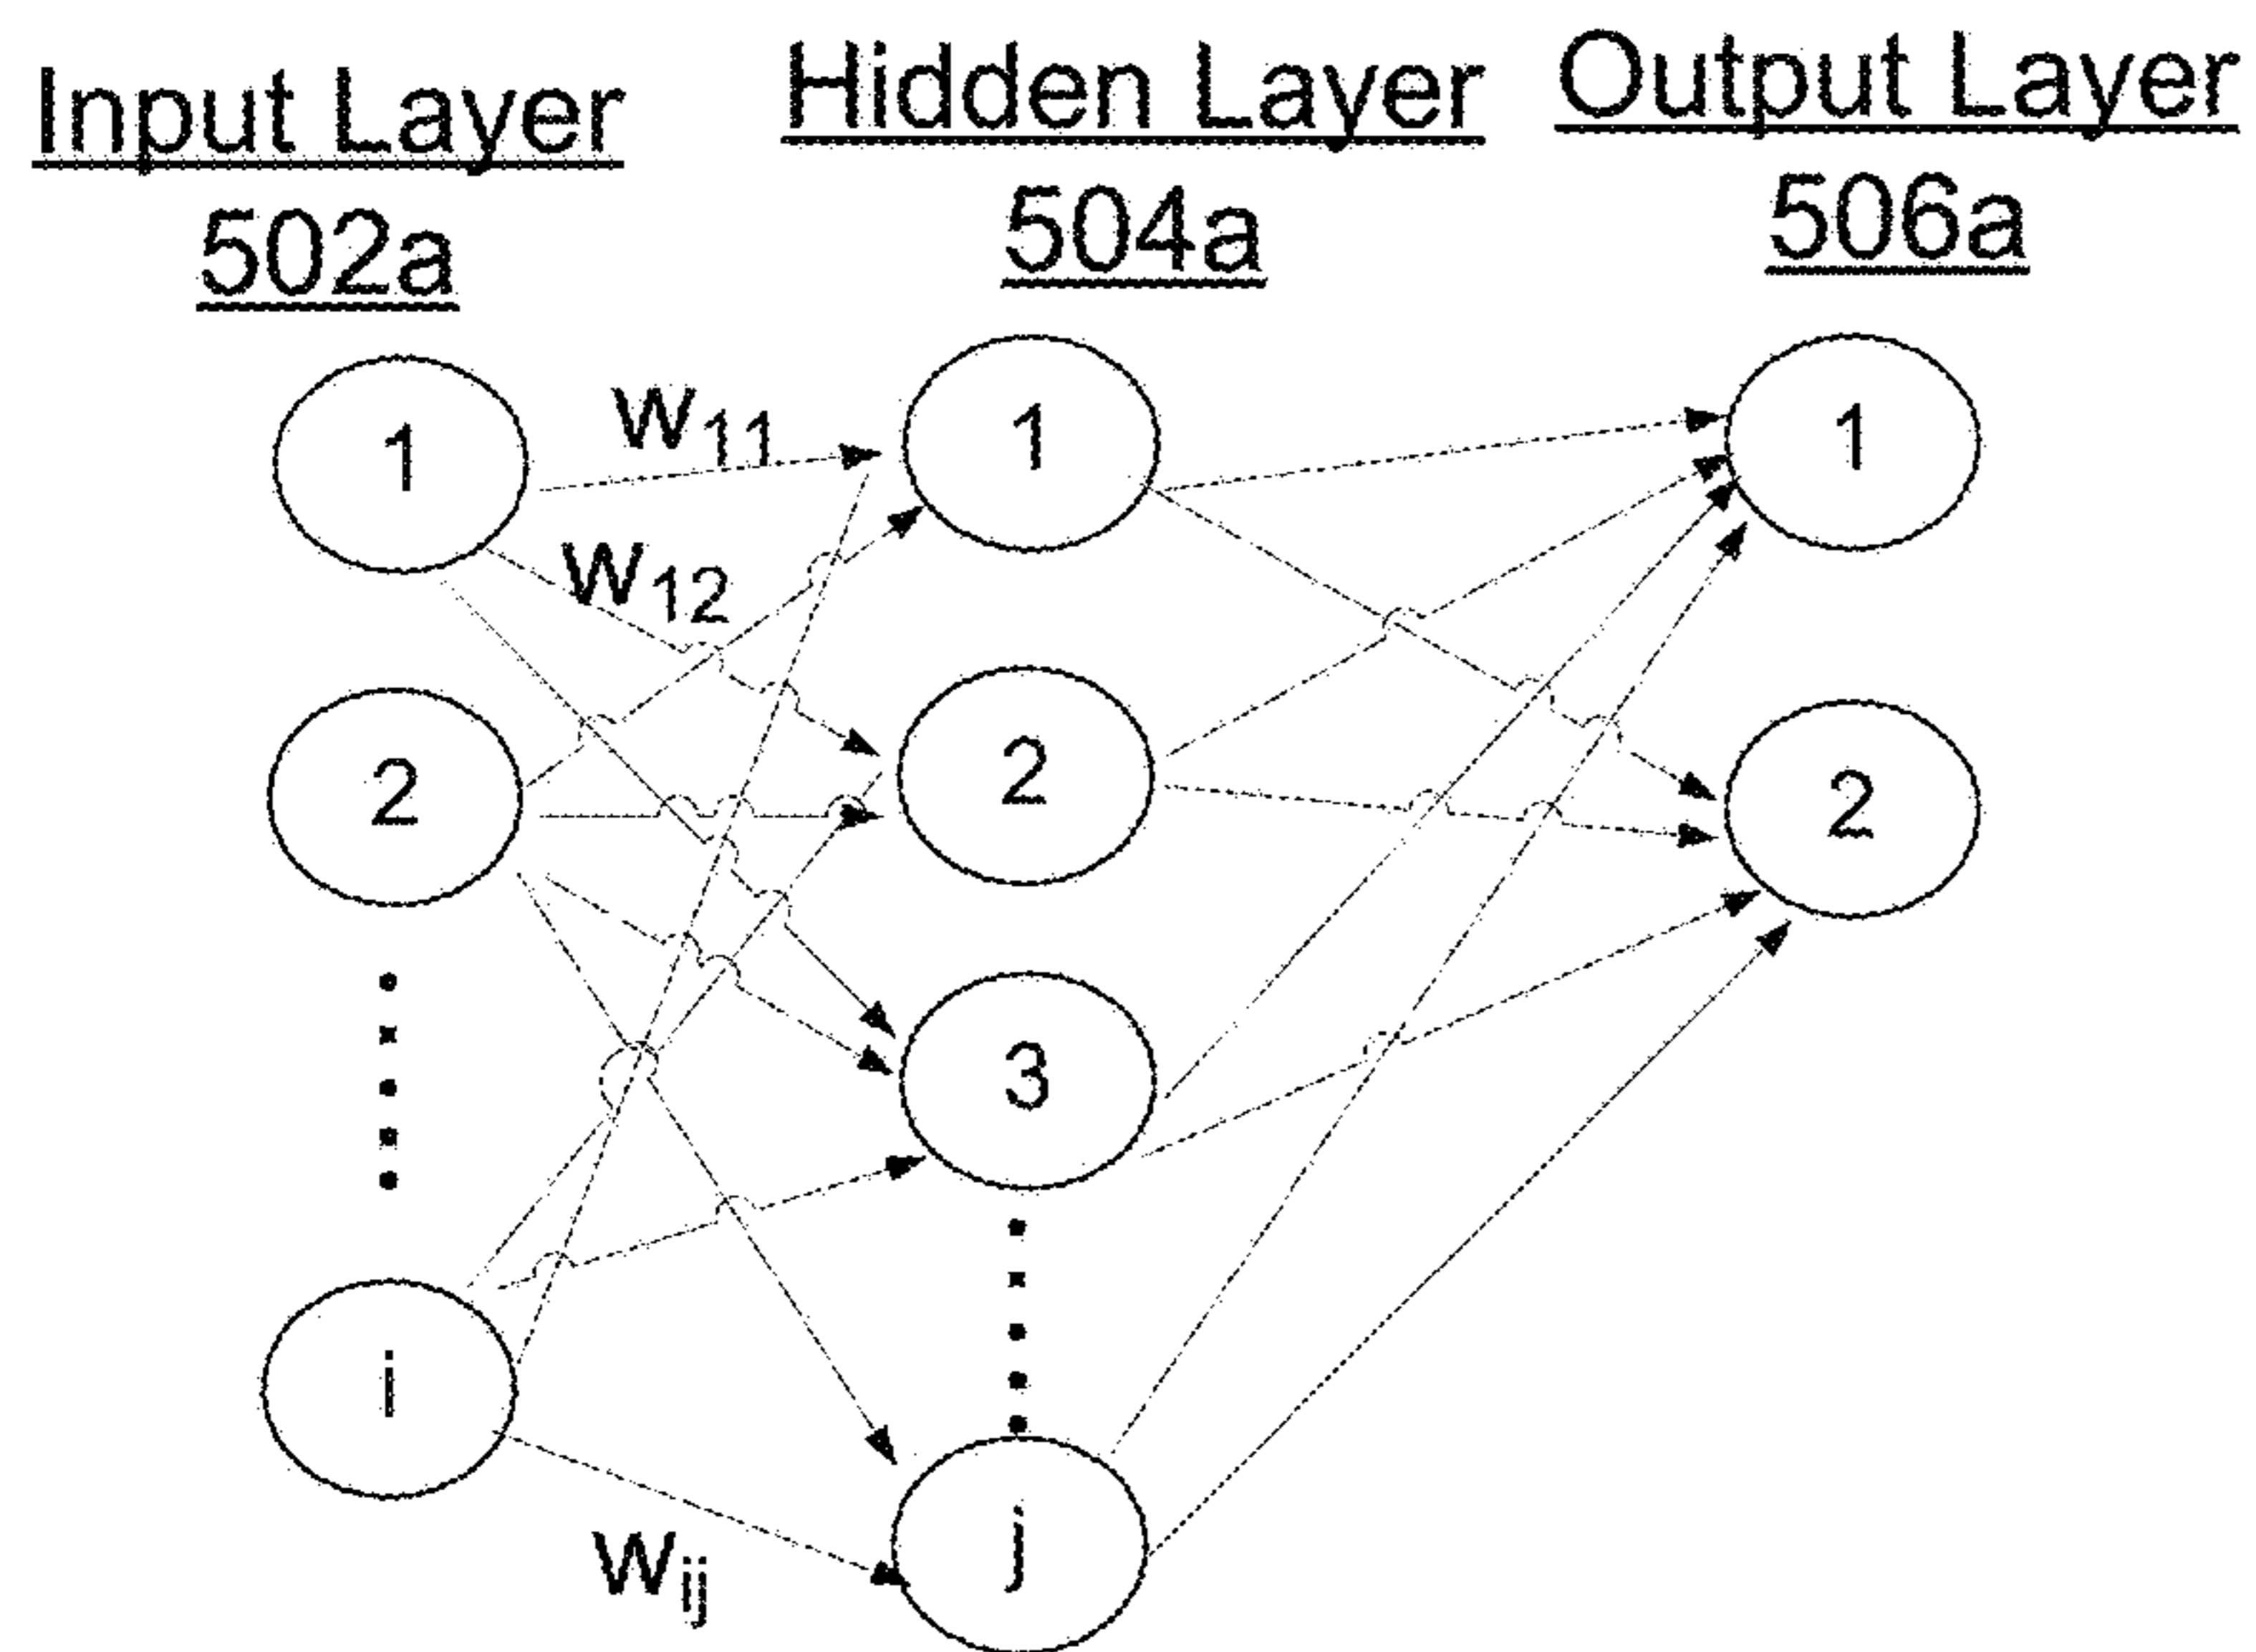 Input Layer
502a
Hidden Layer
504a
Output Layer
506a
1
2
i
w11
w12
wij
1
2
3
j
1
2